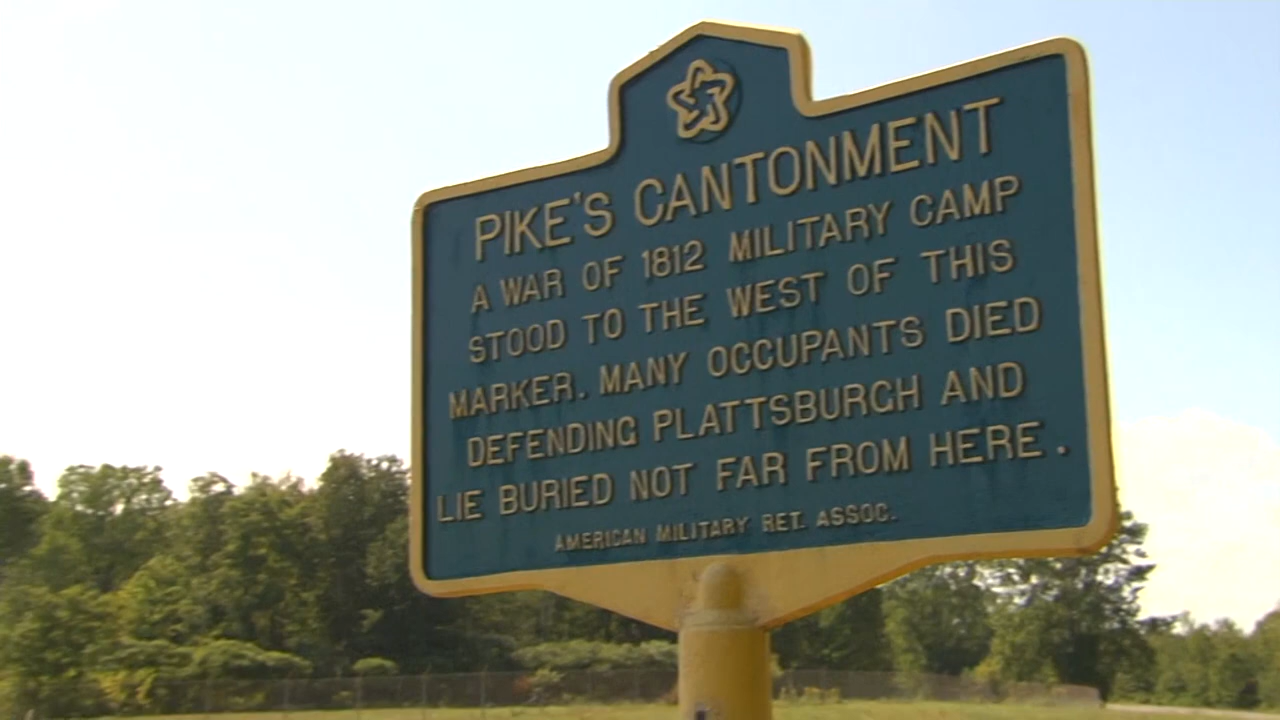 PIKE'S CANTONMENT
A WAR OF 1812 MILITARY CAMP
STOOD TO THE WEST OF THIS
MARKER. MANY OCCUPANTS DIED
DEFENDING PLATTSBURGH AND
LIE BURIED NOT FAR FROM HERE.
AMERICAN MILITARY RET. ASSOC.